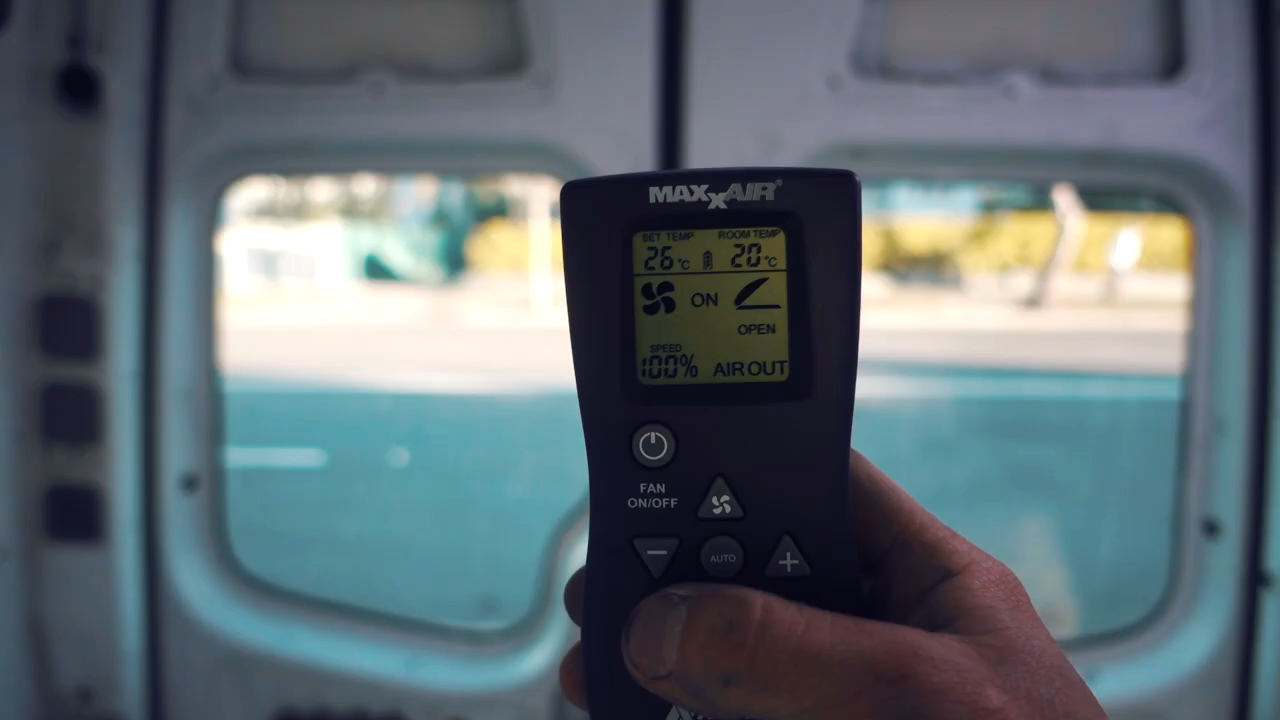 MAXXAIR®
SET TEMP ROOM TEMP
26°C 20°C
ON
OPEN
SPEED
100% AIR OUT
FAN
ON/OFF
AUTO